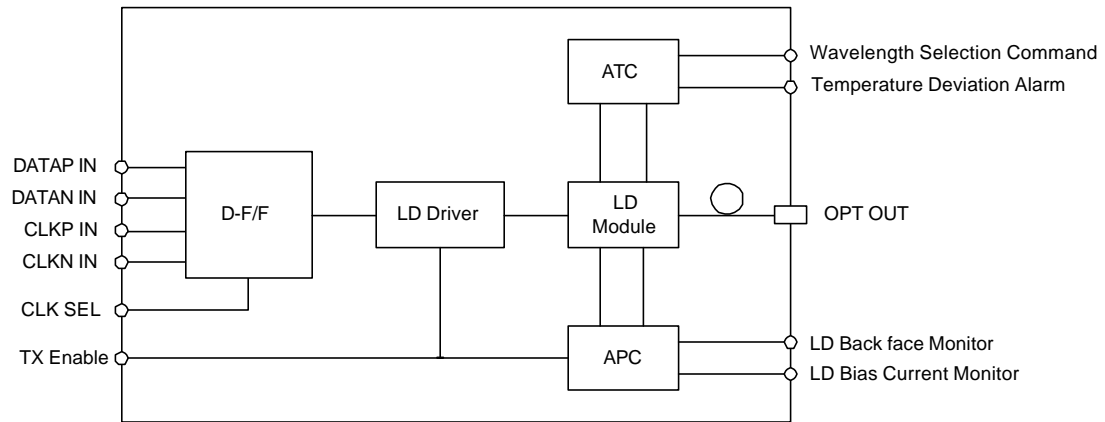 ATC
Wavelength Selection Command
Temperature Deviation Alarm
DATAP IN
DATAN IN
CLKP IN
CLKN IN
CLK SEL
TX Enable
D-F/F
LD Driver
LD
Module
OPT OUT
APC
LD Back face Monitor
LD Bias Current Monitor